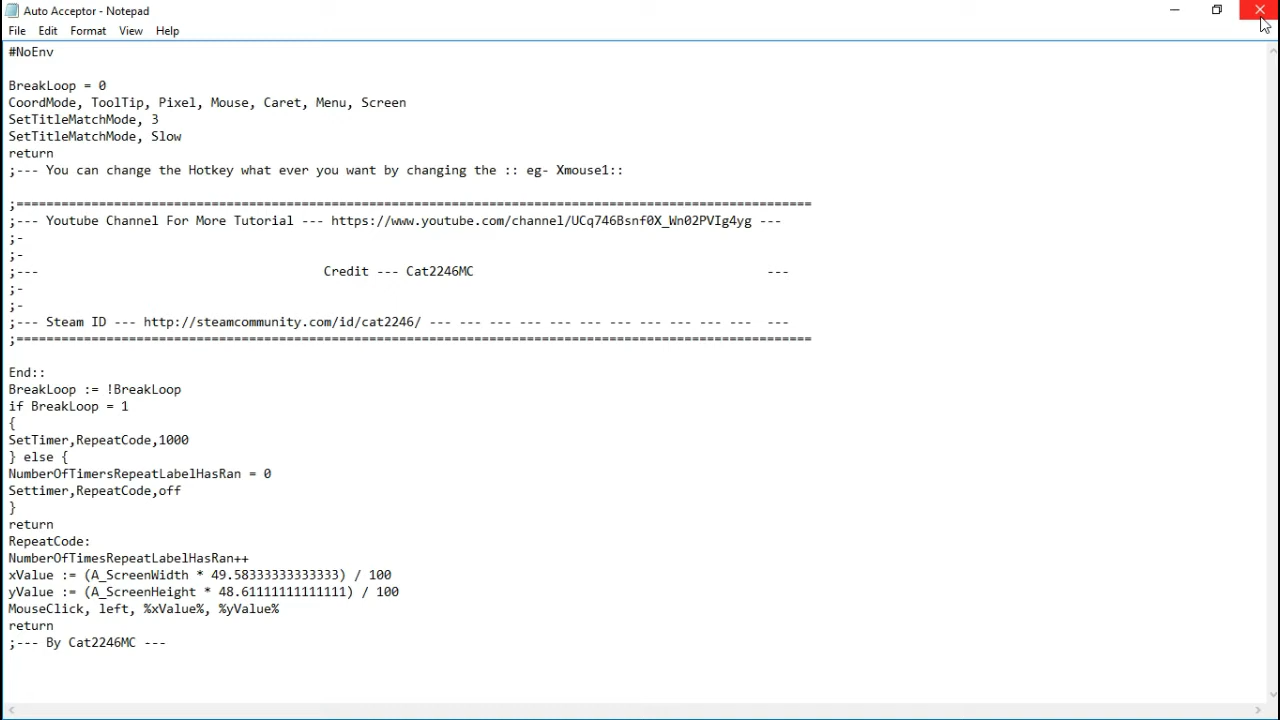 Auto Acceptor - Notepad
File Edit Format View Help
#NoEnv
BreakLoop = 0
CoordMode, ToolTip, Pixel, Mouse, Caret, Menu, Screen
SetTitleMatchMode, 3
SetTitleMatchMode, Slow
return
;--- You can change the Hotkey what ever you want by changing the :: eg- Xmouse1::
;==========================================================================================================
;--- Youtube Channel For More Tutorial --- https://www.youtube.com/channel/UCq746Bsnf0X_Wn02PVIg4yg ---
;-
;-
;--- Credit --- Cat2246MC ---
;-
;-
;--- Steam ID --- http://steamcommunity.com/id/cat2246/ --- --- --- --- --- --- --- --- --- --- --- ---
;==========================================================================================================
End::
BreakLoop := !BreakLoop
if BreakLoop = 1
{
SetTimer,RepeatCode,1000
} else {
NumberOfTimersRepeatLabelHasRan = 0
Settimer,RepeatCode,off
}
return
RepeatCode:
NumberOfTimesRepeatLabelHasRan++
xValue := (A_ScreenWidth * 49.58333333333333) / 100
yValue := (A_ScreenHeight * 48.61111111111111) / 100
MouseClick, left, %xValue%, %yValue%
return
;--- By Cat2246MC ---